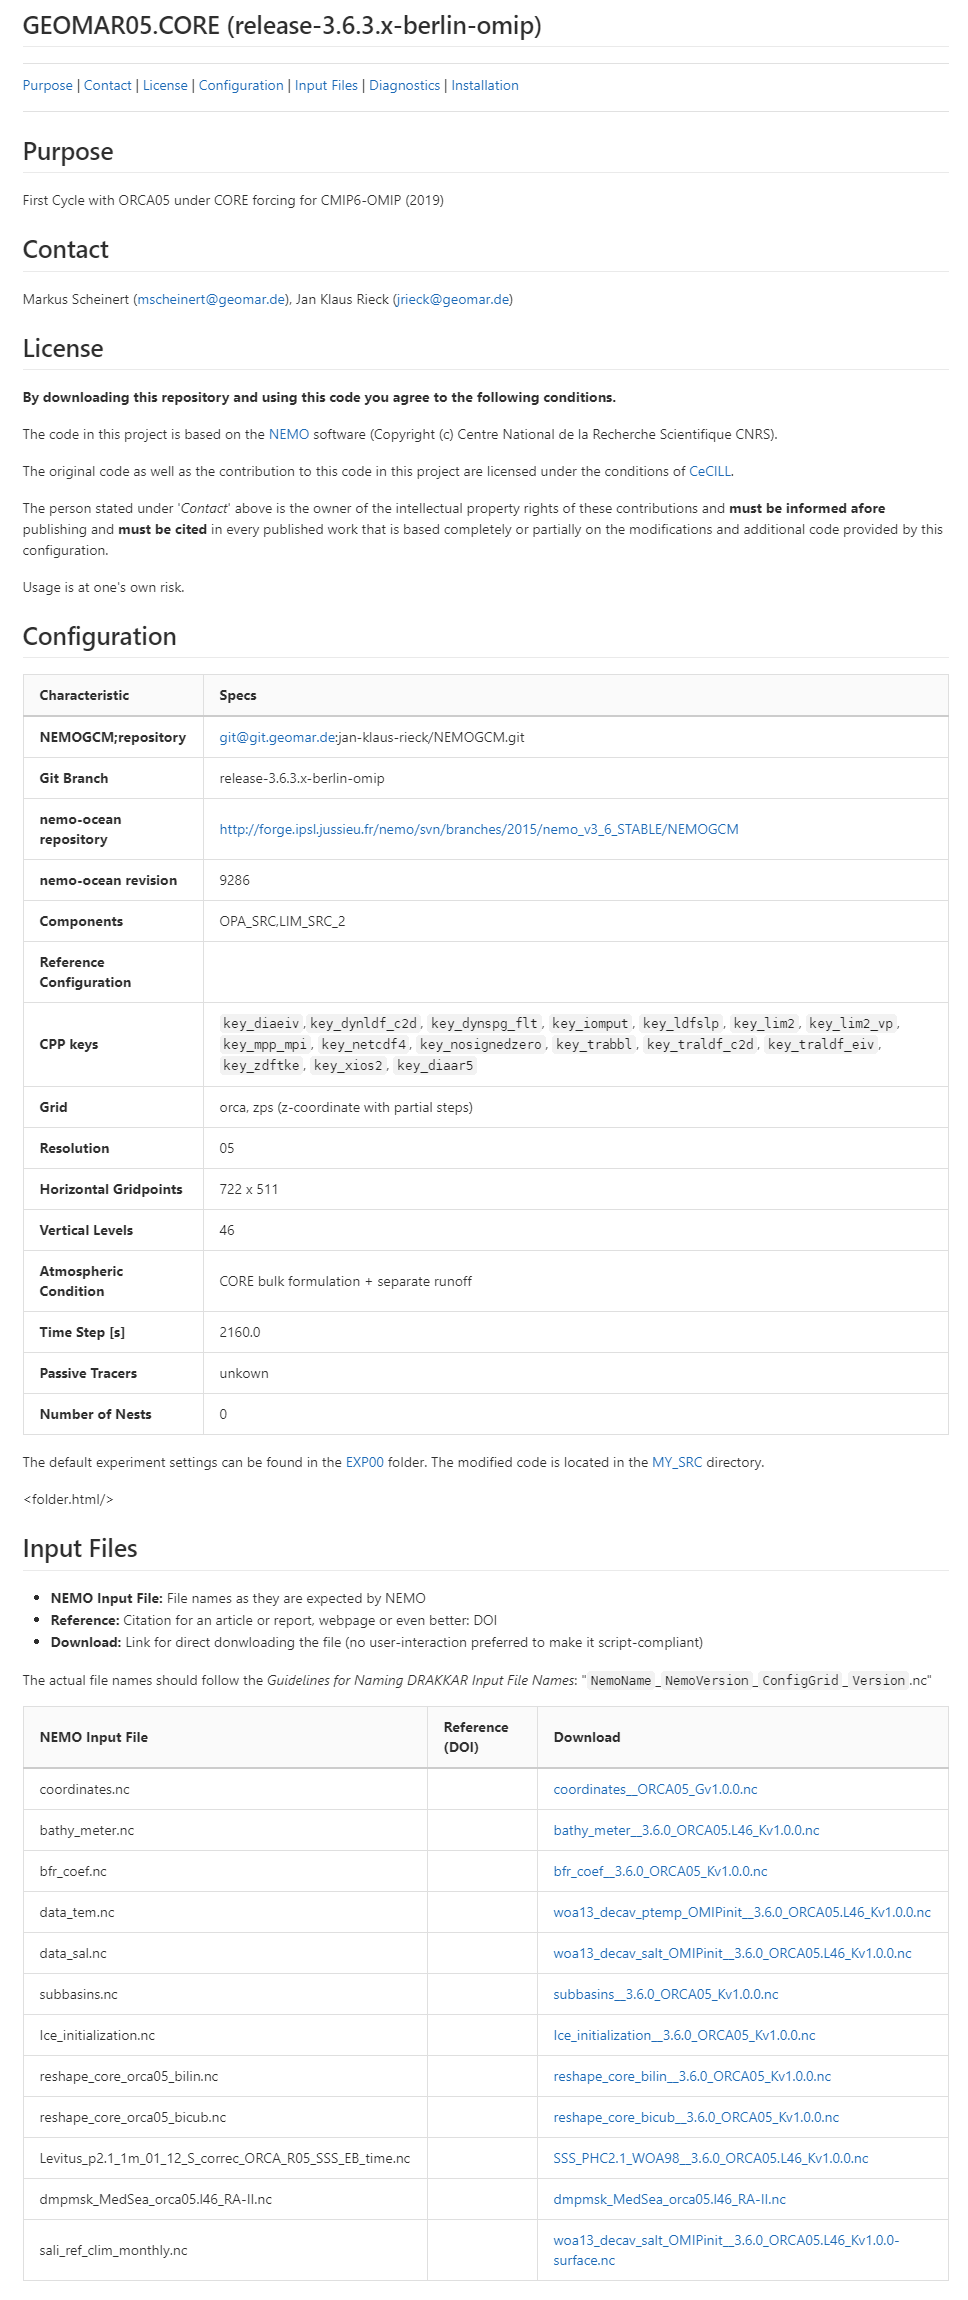 GEOMAR05.CORE (release-3.6.3.x-berlin-omip)
Purpose | Contact | License | Configuration | Input Files | Diagnostics | Installation
Purpose
First Cycle with ORCA05 under CORE forcing for CMIP6-OMIP (2019)
Contact
Markus Scheinert (mscheinert@geomar.de), Jan Klaus Rieck (jrieck@geomar.de)
License
By downloading this repository and using this code you agree to the following conditions.
The code in this project is based on the NEMO software (Copyright (c) Centre National de la Recherche Scientifique CNRS).
The original code as well as the contribution to this code in this project are licensed under the conditions of CeCILL.
The person stated under 'Contact' above is the owner of the intellectual property rights of these contributions and must be informed afore
publishing and must be cited in every published work that is based completely or partially on the modifications and additional code provided by this
configuration.
Usage is at one's own risk.
Configuration
Characteristic Specs
NEMOGCM;repository git@git.geomar.de:jan-klaus-rieck/NEMOGCM.git
Git Branch release-3.6.3.x-berlin-omip
nemo-ocean
repository
http://forge.ipsl.jussieu.fr/nemo/svn/branches/2015/nemo_v3_6_STABLE/NEMOGCM
nemo-ocean revision 9286
Components OPA_SRC,LIM_SRC_2
Reference
Configuration
CPP keys
key_diaeiv, key_dynldf_c2d, key_dynspg_flt, key_iomput, key_ldfslp, key_lim2, key_lim2_vp,
key_mpp_mpi, key_netcdf4, key_nosignedzero, key_trabbl, key_traldf_c2d, key_traldf_eiv,
key_zdftke, key_xios2, key_diaar5
Grid orca, zps (z-coordinate with partial steps)
Resolution 05
Horizontal Gridpoints 722 x 511
Vertical Levels 46
Atmospheric
Condition
CORE bulk formulation + separate runoff
Time Step [s] 2160.0
Passive Tracers unkown
Number of Nests 0
The default experiment settings can be found in the EXP00 folder. The modified code is located in the MY_SRC directory.
<folder.html/>
Input Files
• NEMO Input File: File names as they are expected by NEMO
• Reference: Citation for an article or report, webpage or even better: DOI
• Download: Link for direct donwloading the file (no user-interaction preferred to make it script-compliant)
The actual file names should follow the Guidelines for Naming DRAKKAR Input File Names: " NemoName _ NemoVersion _ ConfigGrid _ Version .nc"
NEMO Input File Reference
(DOI) Download
coordinates.nc coordinates__ORCA05_Gv1.0.0.nc
bathy_meter.nc bathy_meter__3.6.0_ORCA05.L46_Kv1.0.0.nc
bfr_coef.nc bfr_coef__3.6.0_ORCA05_Kv1.0.0.nc
data_tem.nc woa13_decav_ptemp_OMIPinit__3.6.0_ORCA05.L46_Kv1.0.0.nc
data_sal.nc woa13_decav_salt_OMIPinit__3.6.0_ORCA05.L46_Kv1.0.0.nc
subbasins.nc subbasins__3.6.0_ORCA05_Kv1.0.0.nc
Ice_initialization.nc Ice_initialization__3.6.0_ORCA05_Kv1.0.0.nc
reshape_core_orca05_bilin.nc reshape_core_bilin__3.6.0_ORCA05_Kv1.0.0.nc
reshape_core_orca05_bicub.nc reshape_core_bicub__3.6.0_ORCA05_Kv1.0.0.nc
Levitus_p2.1_1m_01_12_S_correc_ORCA_R05_SSS_EB_time.nc SSS_PHC2.1_WOA98__3.6.0_ORCA05.L46_Kv1.0.0.nc
dmpmsk_MedSea_orca05.l46_RA-II.nc dmpmsk_MedSea_orca05.l46_RA-II.nc
sali_ref_clim_monthly.nc woa13_decav_salt_OMIPinit__3.6.0_ORCA05.L46_Kv1.0.0-
surface.nc